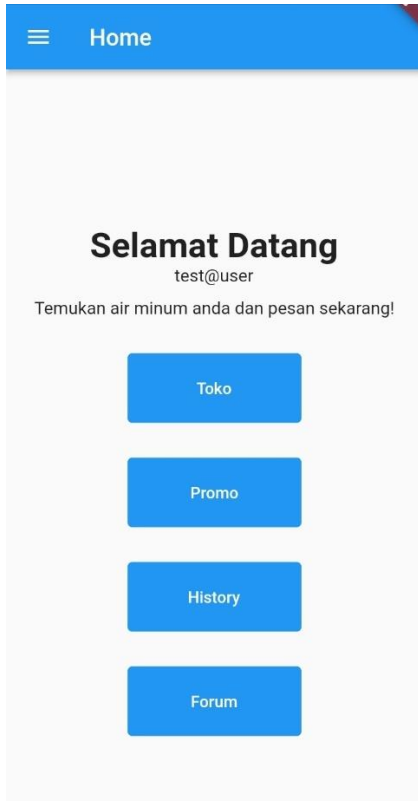 Home
Selamat Datang
test@user
Temukan air minum anda dan pesan sekarang!
Toko
Promo
History
Forum